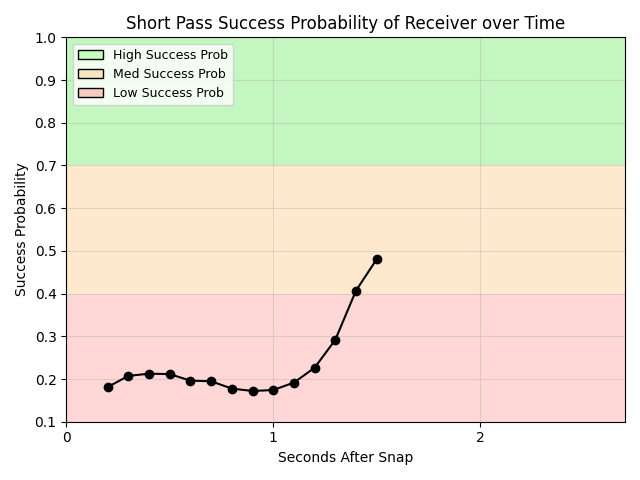 Short Pass Success Probability of Receiver over Time
High Success Prob
Med Success Prob
Low Success Prob
Success Probability
1.0
0.9
0.8
0.7
0.6
0.5
0.4
0.3
0.2
0.1
0
1
2
Seconds After Snap